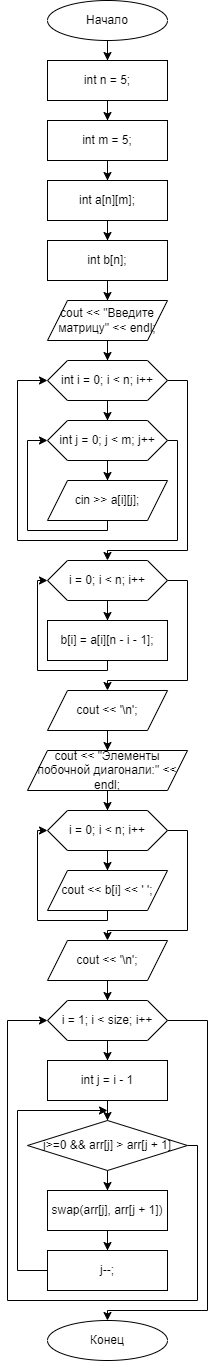 Начало
int n = 5;
int m = 5;
int a[n][m];
int b[n];
cout << "Введите
матрицу" << endl;
int i = 0; i < n; i++
int j = 0; j < m; j++
cin >> a[i][j];
i = 0; i < n; i++
b[i] = a[i][n - i - 1];
cout << '\n';
cout << "Элементы
побочной диагонали:" <<
endl;
i = 0; i < n; i++
cout << b[i] << ' ';
cout << '\n';
i = 1; i < size; i++
int j = i - 1
j>=0 && arr[j] > arr[j + 1]
swap(arr[j], arr[j + 1])
j--;
Конец